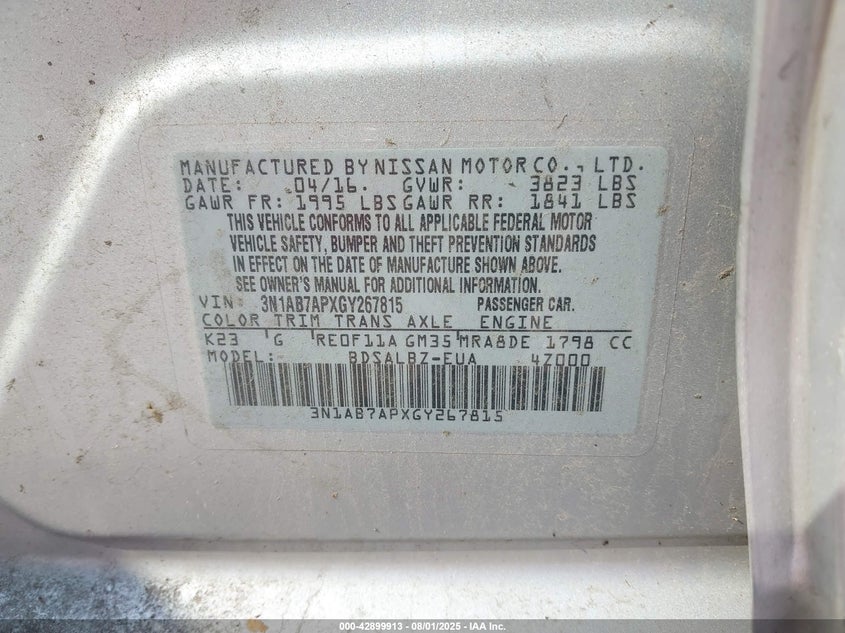 MANUFACTURED BY NISSAN MOTOR CO., LTD.
DATE: 04/16. GVWR: 3823 LBS
GAWR FR: 1995 LBS GAWR RR: 1841 LBS
THIS VEHICLE CONFORMS TO ALL APPLICABLE FEDERAL MOTOR
VEHICLE SAFETY, BUMPER AND THEFT PREVENTION STANDARDS
IN EFFECT ON THE DATE OF MANUFACTURE SHOWN ABOVE.
SEE OWNER'S MANUAL FOR ADDITIONAL INFORMATION.
VIN: 3N1AB7APXGY267815 PASSENGER CAR.
COLOR TRIM TRANS AXLE ENGINE
K23 G RE0F11A GM35 MRA8DE 1798 CC
MODEL: BDSALBZ-EUA 4Z000
3N1AB7APXGY267815
000-42899913 - 08/01/2025 - IAA Inc.